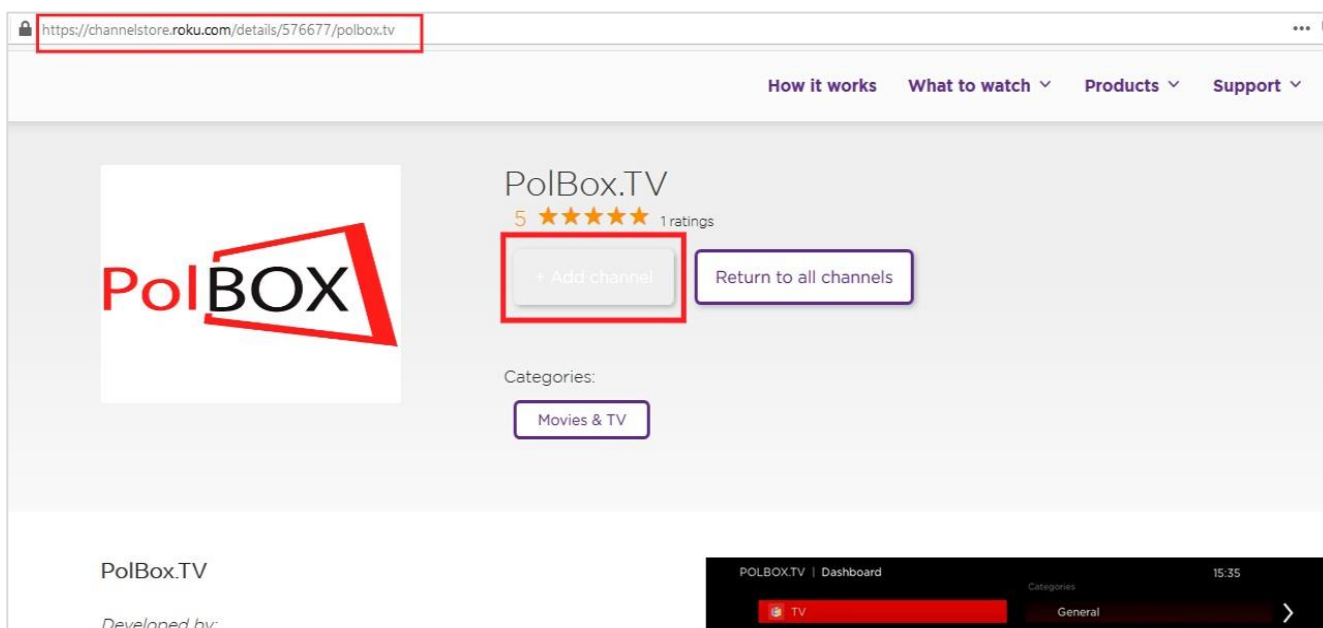 https://channelstore.roku.com/details/576677/polbox.tv
How it works What to watch Products Support
PolBOX
PolBox.TV
5 1 ratings
+ Add channel Return to all channels
Categories:
Movies & TV
PolBox.TV
Developed by:
POLBOX.TV | Dashboard 15:35
Categories
TV General